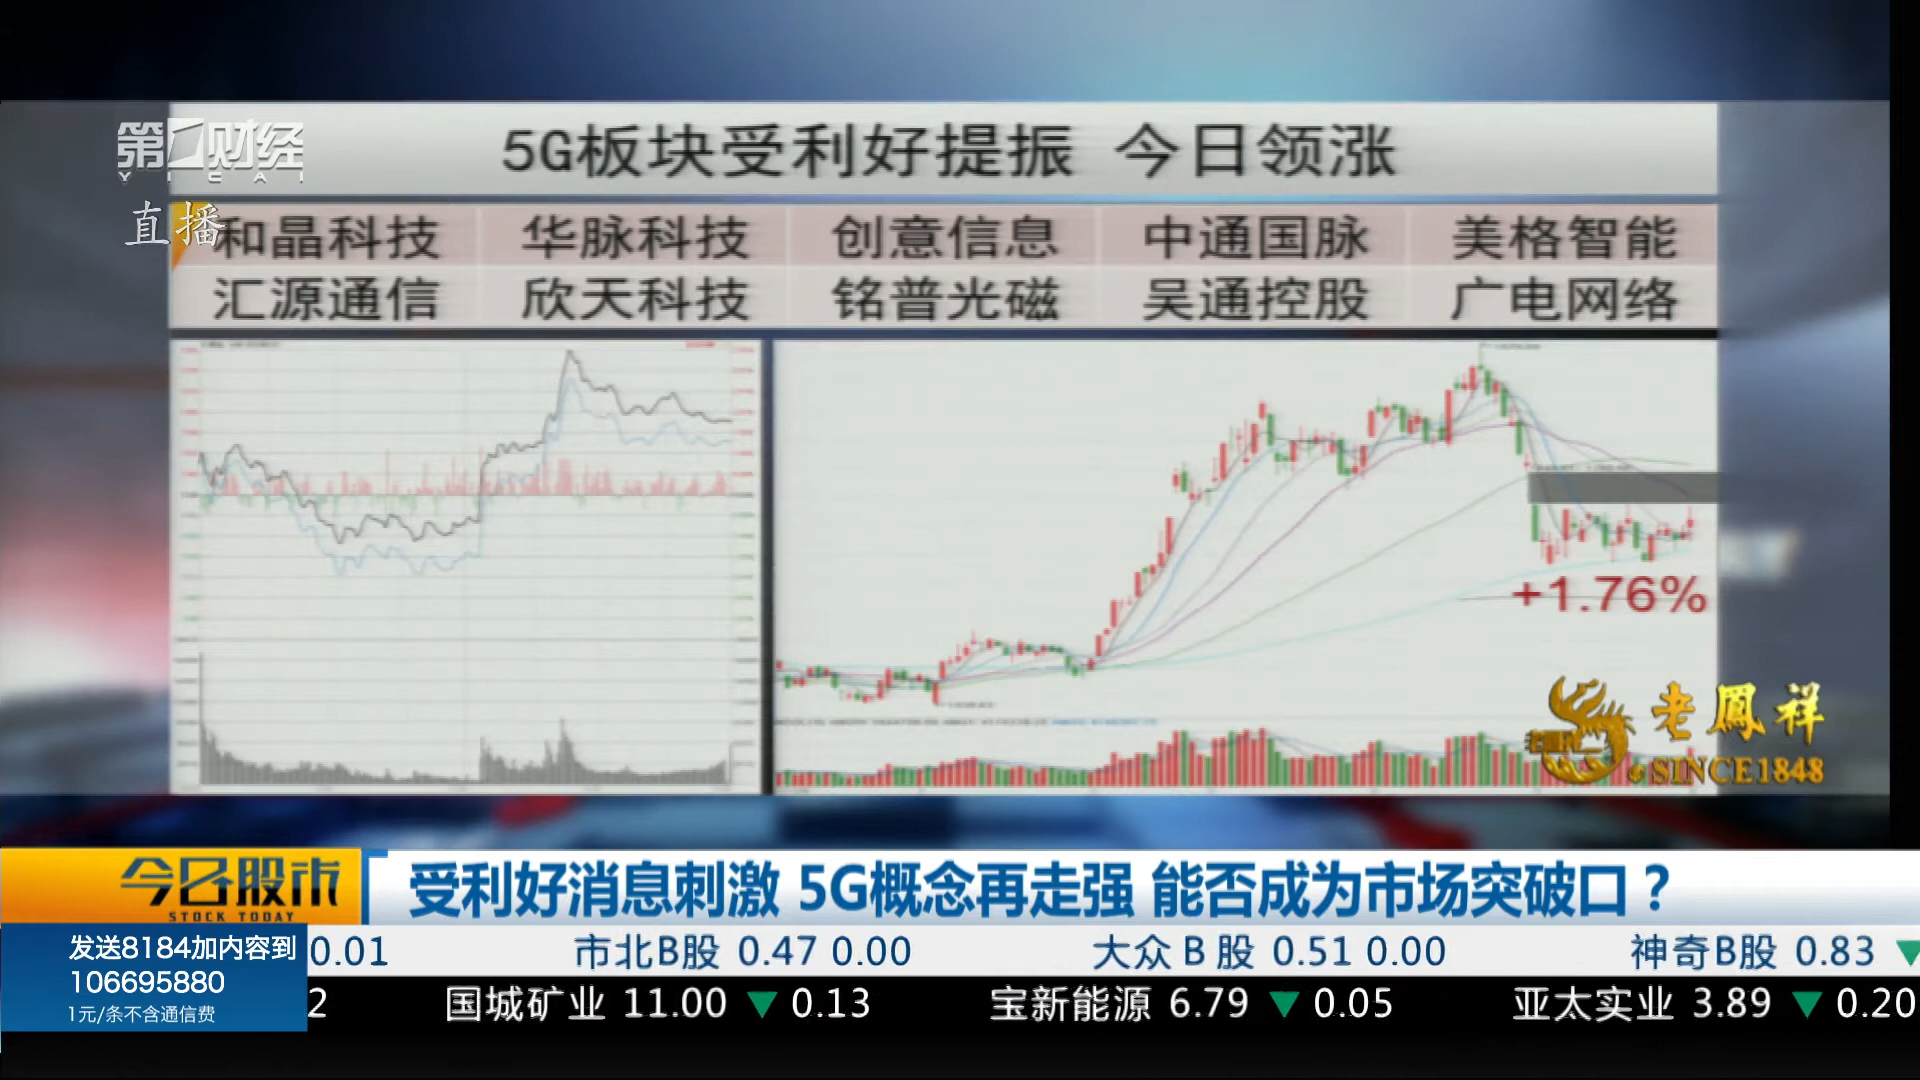 第一财经
YICAI
直播
5G板块受利好提振 今日领涨
和晶科技 华脉科技 创意信息 中通国脉 美格智能
汇源通信 欣天科技 铭普光磁 吴通控股 广电网络
+1.76%
老鳳祥
SINCE1848
今日股市
STOCK TODAY
受利好消息刺激 5G概念再走强 能否成为市场突破口？
发送8184加内容到
106695880
1元/条不含通信费
0.01 市北B股 0.47 0.00 大众B股 0.51 0.00 神奇B股 0.83 ▼
2 国城矿业 11.00 ▼ 0.13 宝新能源 6.79 ▼ 0.05 亚太实业 3.89 ▼ 0.20